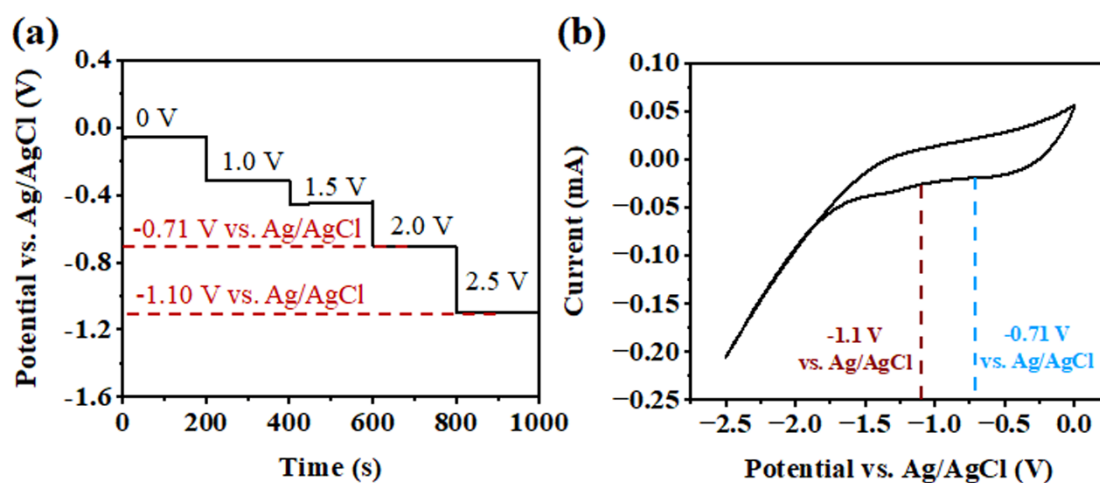 (a)
Potential vs. Ag/AgCl (V)
0.4
0.0
-0.4
-0.8
-1.2
-1.6
0 V
1.0 V
1.5 V
-0.71 V vs. Ag/AgCl
2.0 V
2.5 V
-1.10 V vs. Ag/AgCl
0 200 400 600 800 1000
Time (s)
(b)
Current (mA)
0.10
0.05
0.00
−0.05
−0.10
−0.15
−0.20
−0.25
-1.1 V
vs. Ag/AgCl
-0.71 V
vs. Ag/AgCl
−2.5 −2.0 −1.5 −1.0 −0.5 0.0
Potential vs. Ag/AgCl (V)